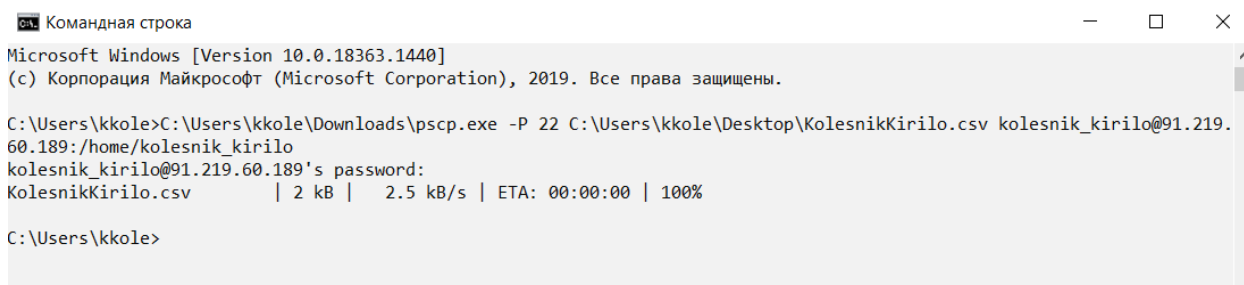 Командная строка
Microsoft Windows [Version 10.0.18363.1440]
(c) Корпорация Майкрософт (Microsoft Corporation), 2019. Все права защищены.
C:\Users\kkole>C:\Users\kkole\Downloads\pscp.exe -P 22 C:\Users\kkole\Desktop\KolesnikKirilo.csv kolesnik_kirilo@91.219.
60.189:/home/kolesnik_kirilo
kolesnik_kirilo@91.219.60.189's password:
KolesnikKirilo.csv        | 2 kB |   2.5 kB/s | ETA: 00:00:00 | 100%
C:\Users\kkole>